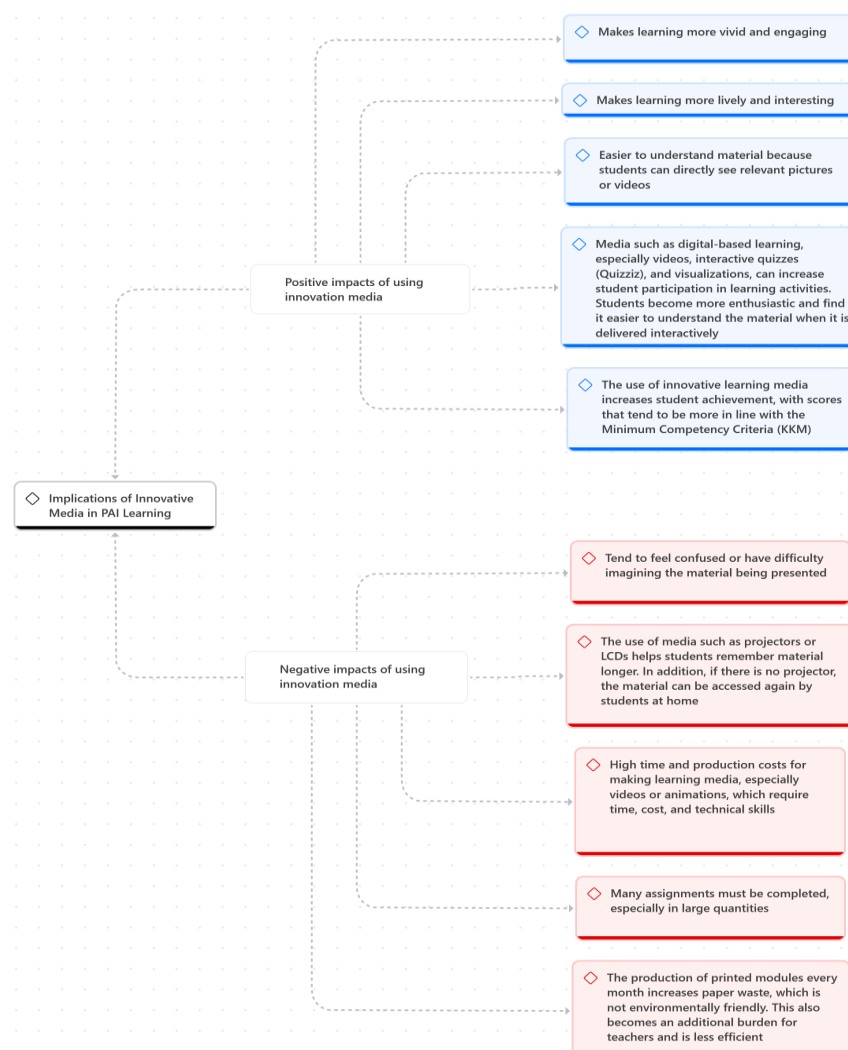 Makes learning more vivid and engaging
Makes learning more lively and interesting
Easier to understand material because
students can directly see relevant pictures
or videos
Media such as digital-based learning,
especially videos, interactive quizzes
(Quizziz), and visualizations, can increase
student participation in learning activities.
Students become more enthusiastic and find
it easier to understand the material when it is
delivered interactively
Positive impacts of using
innovation media
The use of innovative learning media
increases student achievement, with scores
that tend to be more in line with the
Minimum Competency Criteria (KKM)
Implications of Innovative
Media in PAI Learning
Tend to feel confused or have difficulty
imagining the material being presented
Negative impacts of using
innovation media
The use of media such as projectors or
LCDs helps students remember material
longer. In addition, if there is no projector,
the material can be accessed again by
students at home
High time and production costs for
making learning media, especially
videos or animations, which require
time, cost, and technical skills
Many assignments must be completed,
especially in large quantities
The production of printed modules every
month increases paper waste, which is
not environmentally friendly. This also
becomes an additional burden for
teachers and is less efficient